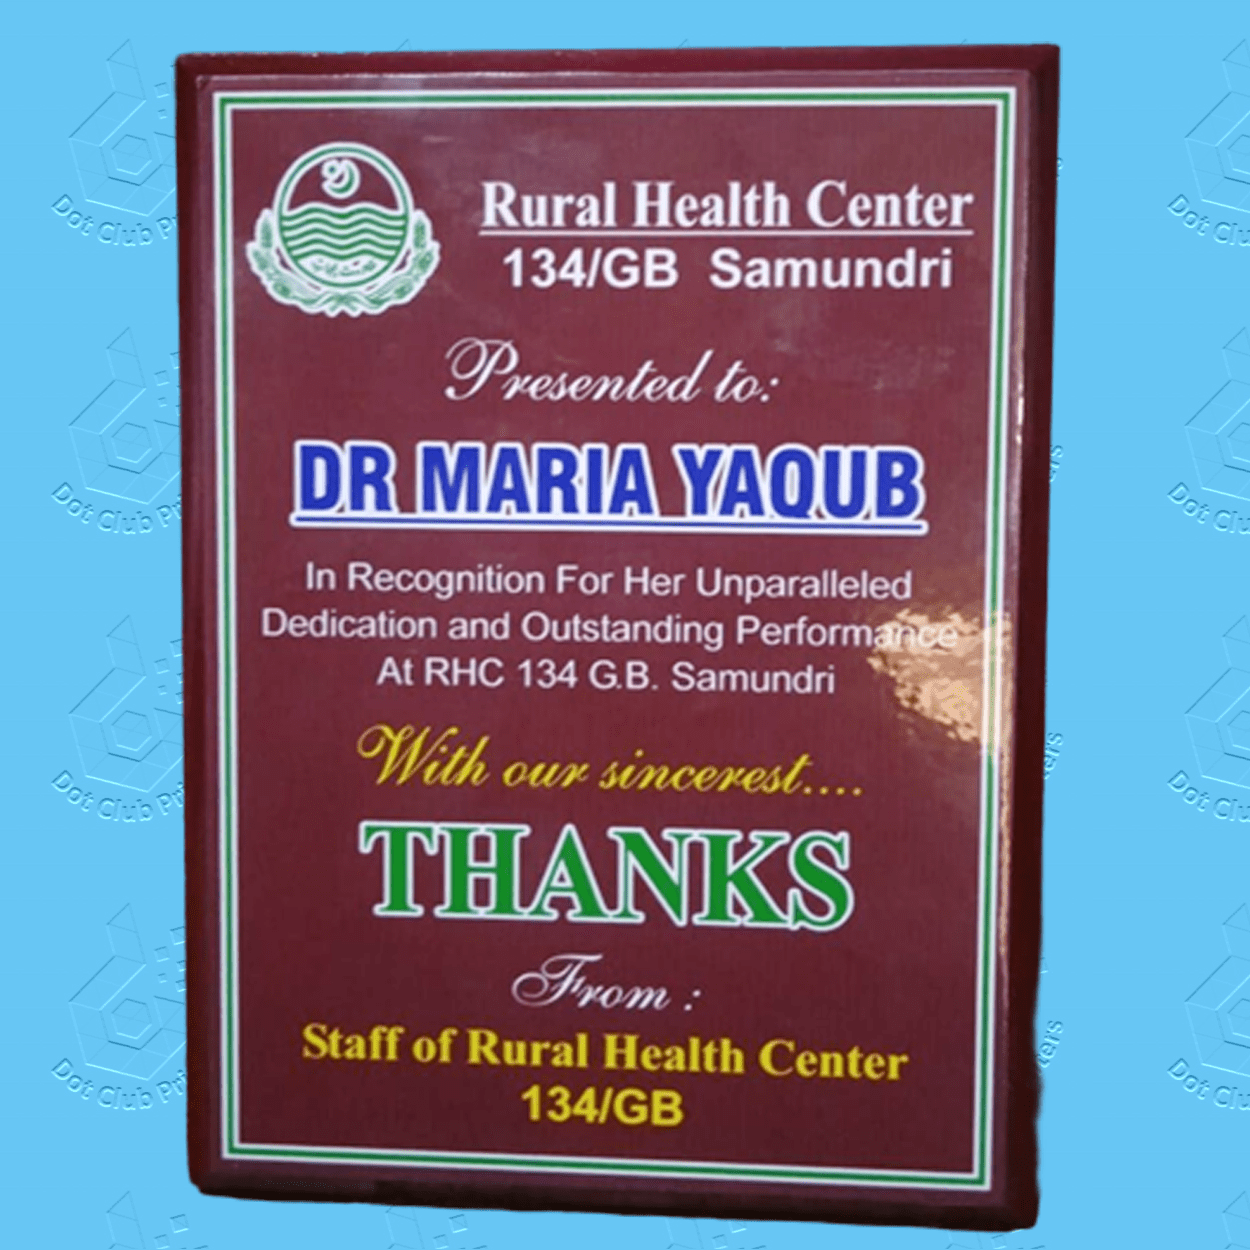 Rural Health Center
134/GB Samundri
Presented to:
DR MARIA YAQUB
In Recognition For Her Unparalleled
Dedication and Outstanding Performance
At RHC 134 G.B. Samundri
With our sincerest....
THANKS
From :
Staff of Rural Health Center
134/GB